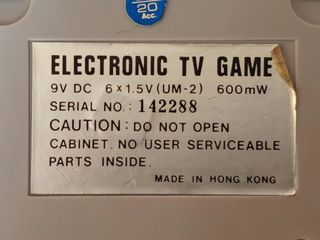 20
Acc.
ELECTRONIC TV GAME
9V DC 6×1.5V (UM-2) 600mW
SERIAL NO.: 142288
CAUTION: DO NOT OPEN
CABINET. NO USER SERVICEABLE
PARTS INSIDE.
MADE IN HONG KONG